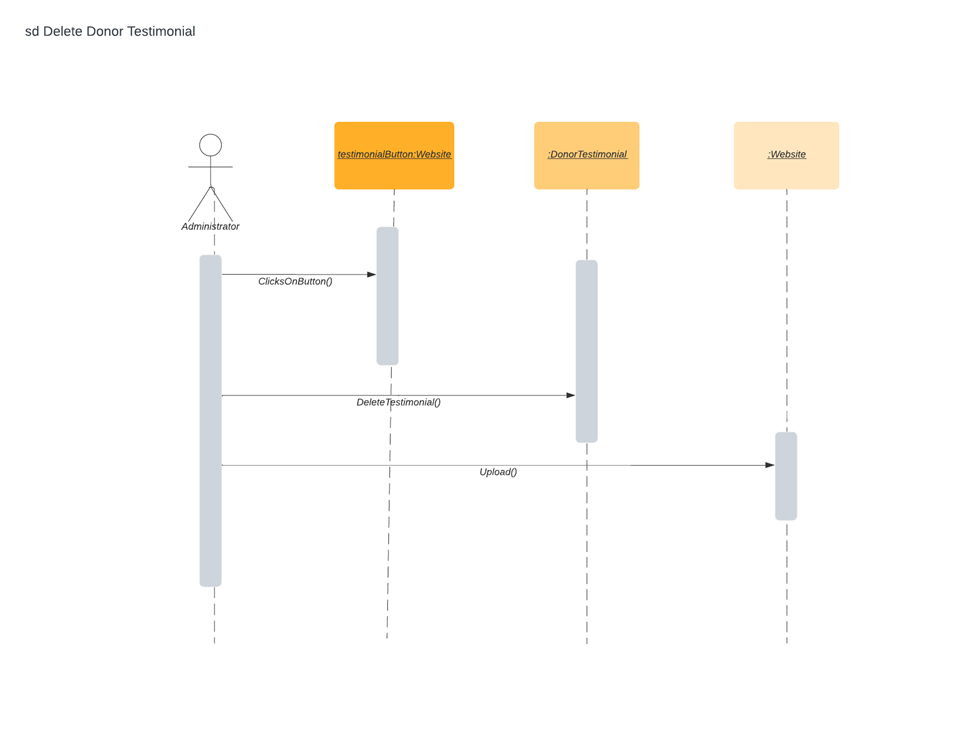 sd Delete Donor Testimonial
testimonialButton:Website
:DonorTestimonial
:Website
Administrator
ClicksOnButton()
DeleteTestimonial()
Upload()